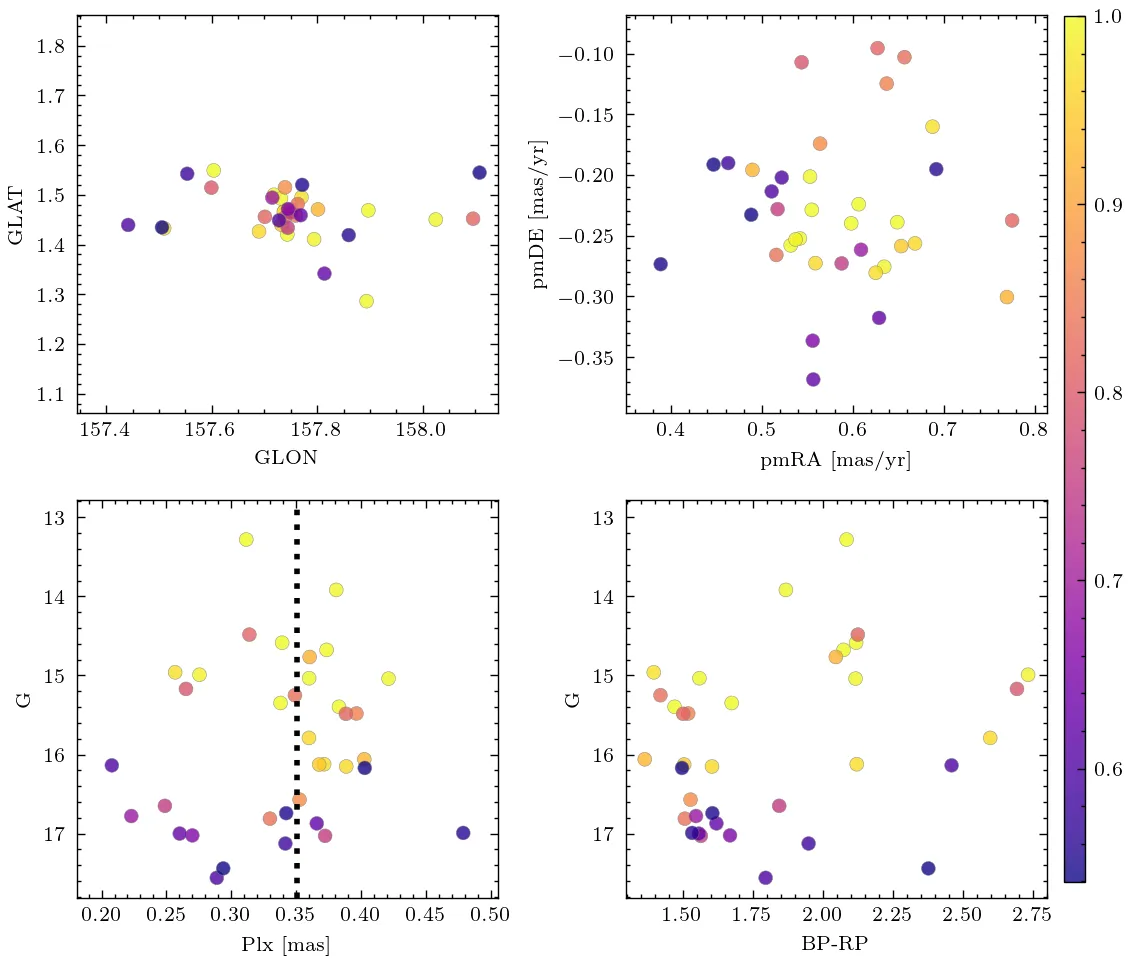 1.8
1.7
1.6
1.5
1.4
1.3
1.2
1.1
GLAT
157.4 157.6 157.8 158.0
GLON
−0.10
−0.15
−0.20
−0.25
−0.30
−0.35
pmDE [mas/yr]
0.4 0.5 0.6 0.7 0.8
pmRA [mas/yr]
1.0
0.9
0.8
0.7
0.6
13
14
15
16
17
G
0.20 0.25 0.30 0.35 0.40 0.45 0.50
Plx [mas]
13
14
15
16
17
G
1.50 1.75 2.00 2.25 2.50 2.75
BP-RP